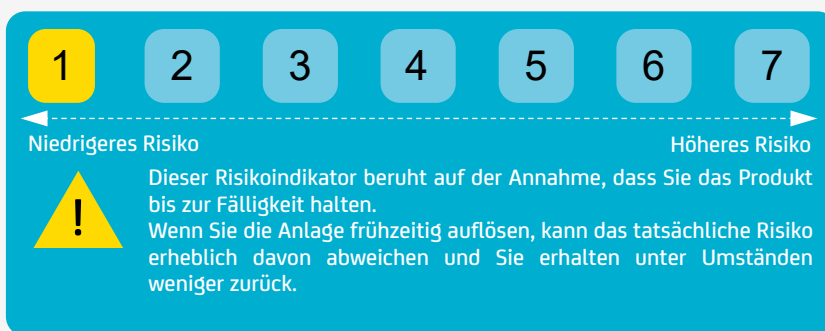 1 2 3 4 5 6 7
Niedrigeres Risiko Höheres Risiko
!
Dieser Risikoindikator beruht auf der Annahme, dass Sie das Produkt
bis zur Fälligkeit halten.
Wenn Sie die Anlage frühzeitig auflösen, kann das tatsächliche Risiko
erheblich davon abweichen und Sie erhalten unter Umständen
weniger zurück.